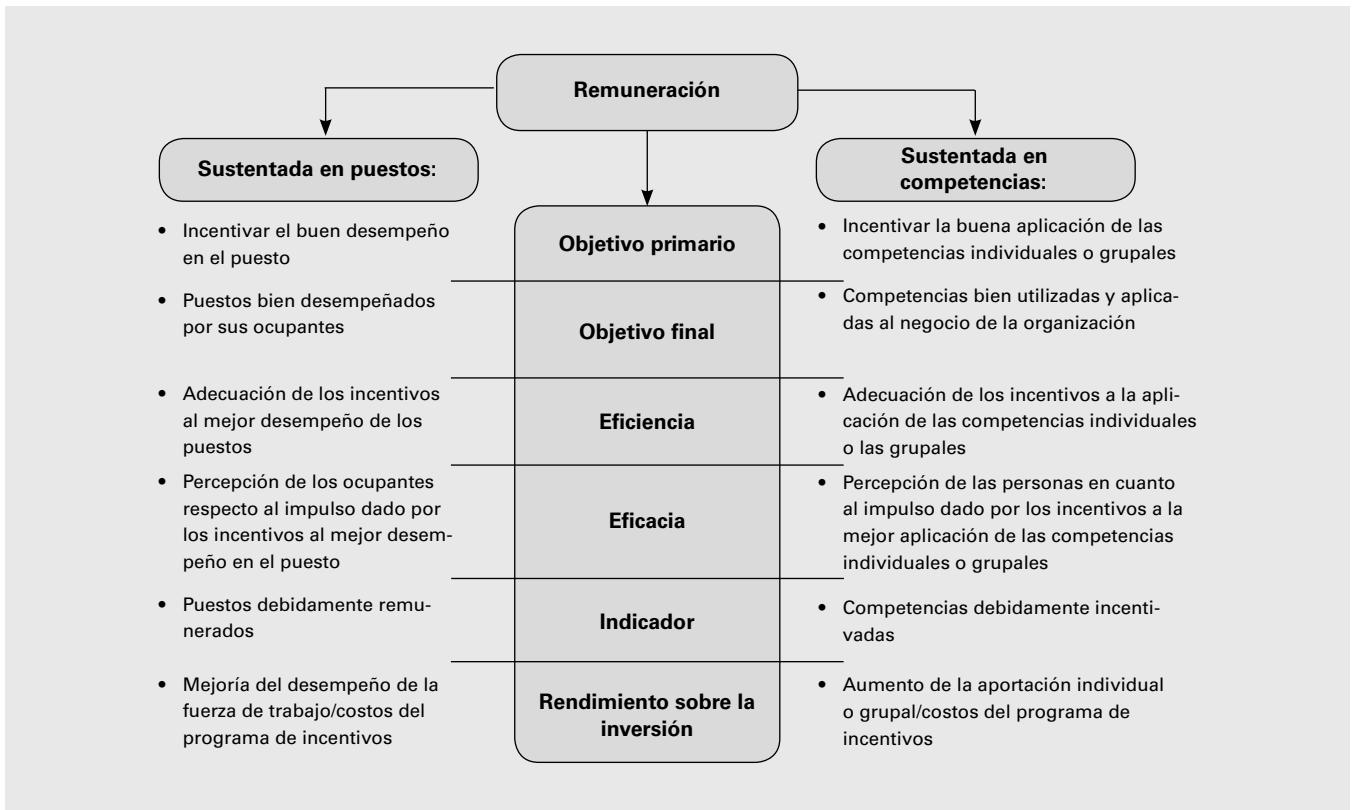 Remuneración
Sustentada en puestos:
Sustentada en
competencias:
• Incentivar el buen desempeño
en el puesto
Objetivo primario
• Incentivar la buena aplicación de las
competencias individuales o grupales
• Puestos bien desempeñados
por sus ocupantes
Objetivo final
• Competencias bien utilizadas y aplica-
das al negocio de la organización
• Adecuación de los incentivos
al mejor desempeño de los
puestos
Eficiencia
• Adecuación de los incentivos a la apli-
cación de las competencias individuales
o las grupales
• Percepción de los ocupantes
respecto al impulso dado por
los incentivos al mejor desem-
peño en el puesto
Eficacia
• Percepción de las personas en cuanto
al impulso dado por los incentivos a la
mejor aplicación de las competencias
individuales o grupales
• Puestos debidamente remu-
nerados
Indicador
• Competencias debidamente incenti-
vadas
• Mejoría del desempeño de la
fuerza de trabajo/costos del
programa de incentivos
Rendimiento sobre la
inversión
• Aumento de la aportación individual
o grupal/costos del programa de
incentivos